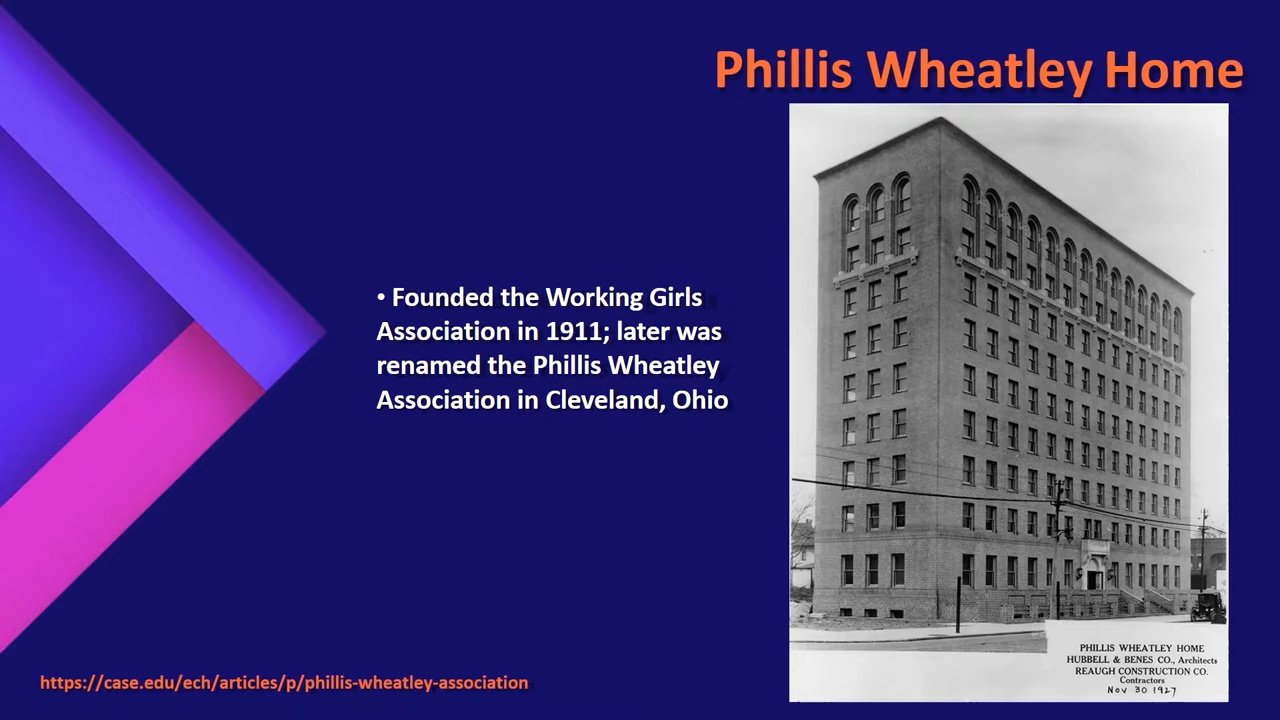 Phillis Wheatley Home
• Founded the Working Girls
Association in 1911; later was
renamed the Phillis Wheatley
Association in Cleveland, Ohio
PHILLIS WHEATLEY HOME
HUBBELL & BENES CO., Architects
REAUGH CONSTRUCTION CO.
Contractors
Nov 30 1927
https://case.edu/ech/articles/p/phillis-wheatley-association